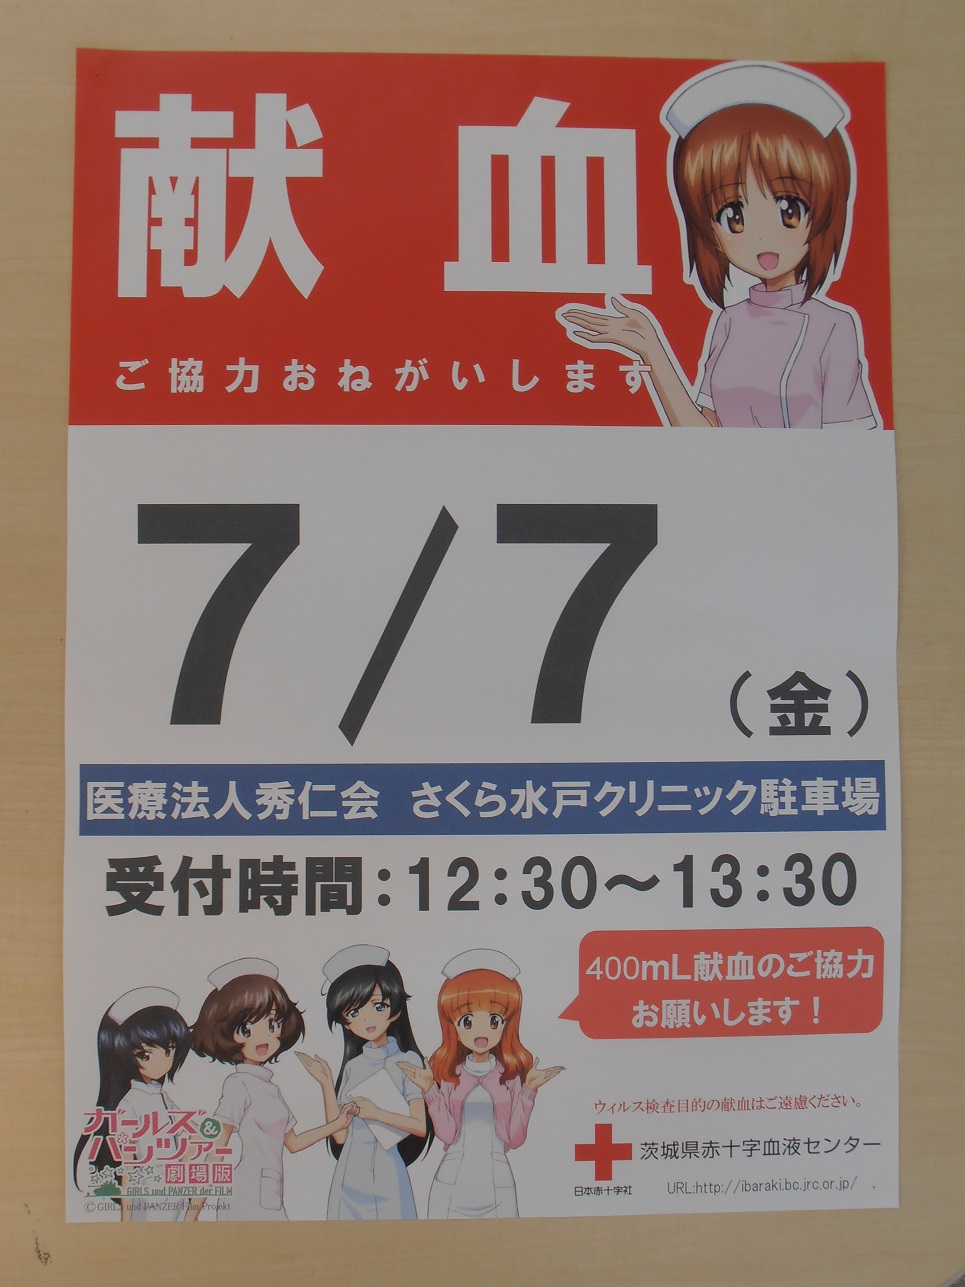 献血
ご協力おねがいします
7/7(金)
医療法人秀仁会 さくら水戸クリニック駐車場
受付時間:12:30~13:30
400mL献血のご協力
お願いします!
ウィルス検査目的の献血はご遠慮ください。
茨城県赤十字血液センター
日本赤十字社
URL:http://ibaraki.bc.jrc.or.jp/
ガールズ&
パンツァー
劇場版
GIRLS und PANZER der FILM
©GIRLS und PANZER Film Projekt